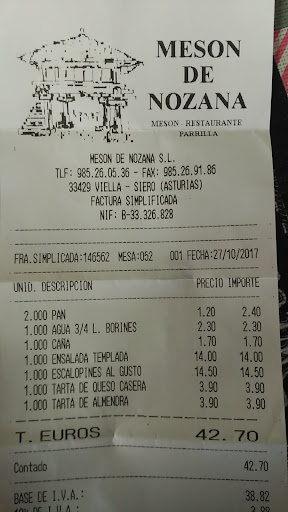 MESON
DE
NOZANA
MESON - RESTAURANTE
PARRILLA
MESON DE NOZANA S.L.
TLF: 985.26.05.36 - FAX: 985.26.91.86
33429 VIELLA - SIERO (ASTURIAS)
FACTURA SIMPLIFICADA
NIF: B-33.326.828
FRA.SIMPLICADA:146562 MESA:052 001 FECHA:27/10/2017
UNID. DESCRIPCION PRECIO IMPORTE
2.000 PAN 1.20 2.40
1.000 AGUA 3/4 L. BORINES 2.30 2.30
1.000 CAÑA 1.70 1.70
1.000 ENSALADA TEMPLADA 14.00 14.00
1.000 ESCALOPINES AL GUSTO 14.50 14.50
1.000 TARTA DE QUESO CASERA 3.90 3.90
1.000 TARTA DE ALMENDRA 3.90 3.90
T. EUROS 42.70
Contado 42.70
BASE DE I.V.A.: 38.82
10% DE I.V.A.: 3.88